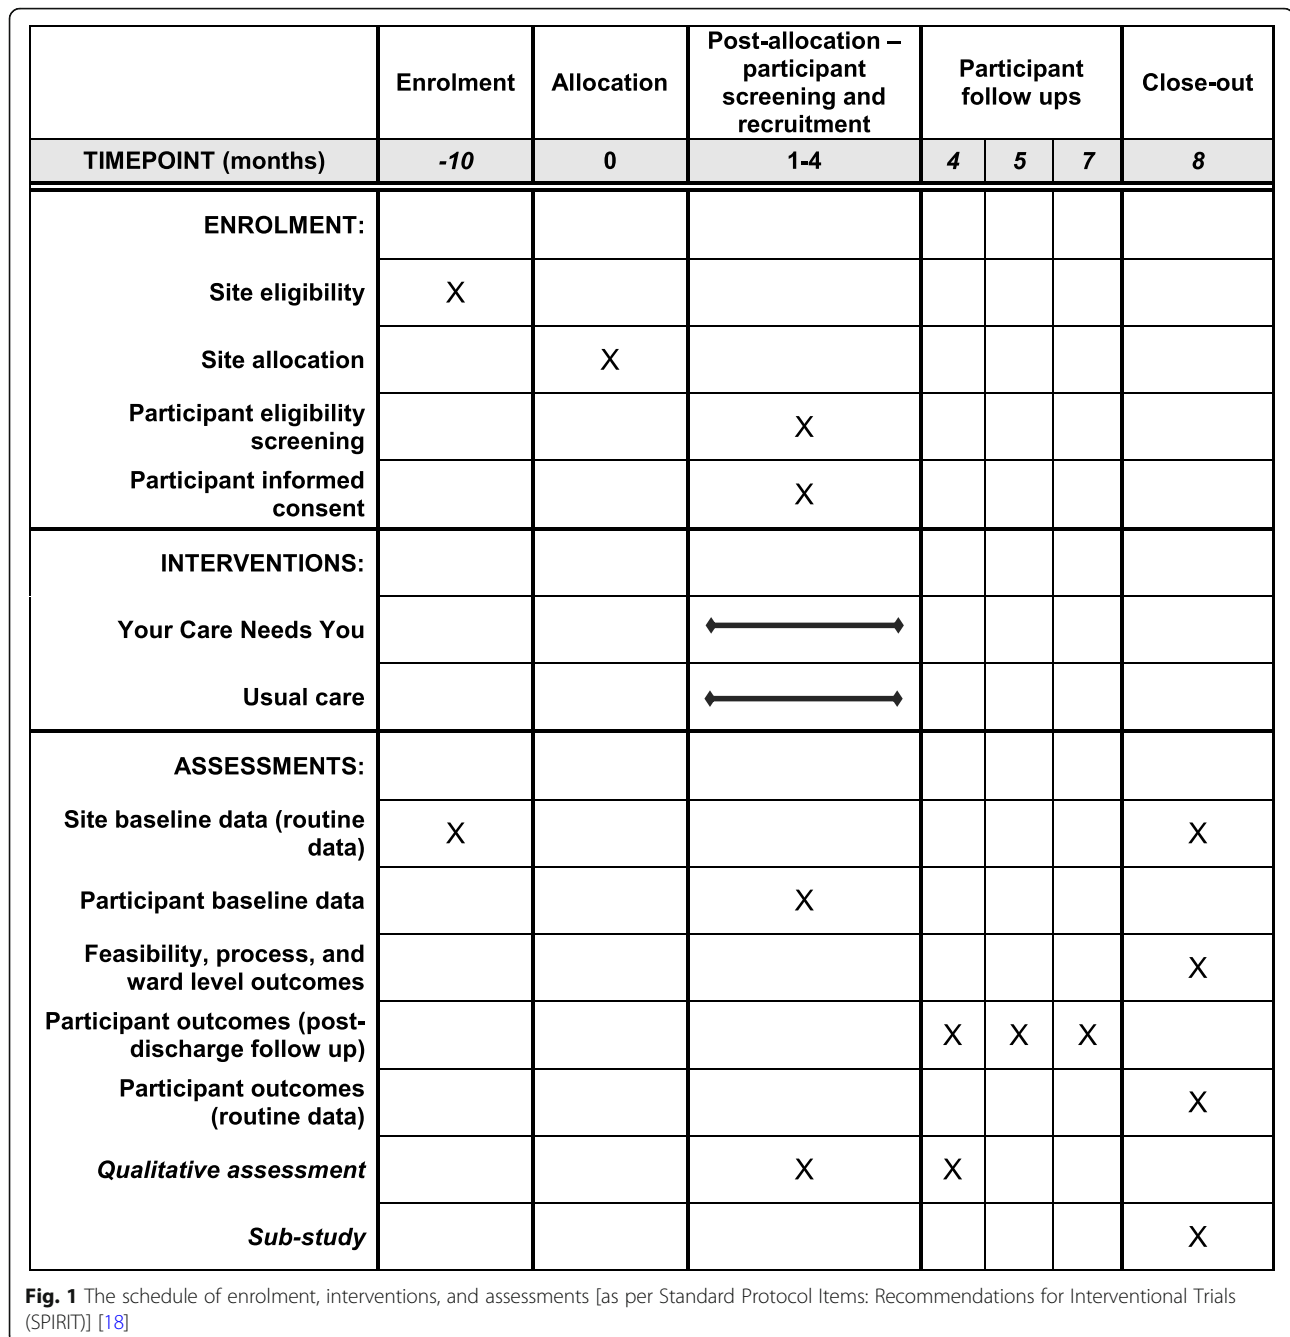 Enrolment
Allocation
Post-allocation –
participant
screening and
recruitment
Participant
follow ups
Close-out
TIMEPOINT (months)
-10
0
1-4
4
5
7
8
ENROLMENT:
Site eligibility
X
Site allocation
X
Participant eligibility
screening
X
Participant informed
consent
X
INTERVENTIONS:
Your Care Needs You
Usual care
ASSESSMENTS:
Site baseline data (routine
data)
X
X
Participant baseline data
X
Feasibility, process, and
ward level outcomes
X
Participant outcomes (post-
discharge follow up)
X
X
X
Participant outcomes
(routine data)
X
Qualitative assessment
X
X
Sub-study
X
Fig. 1 The schedule of enrolment, interventions, and assessments [as per Standard Protocol Items: Recommendations for Interventional Trials
(SPIRIT)] [18]